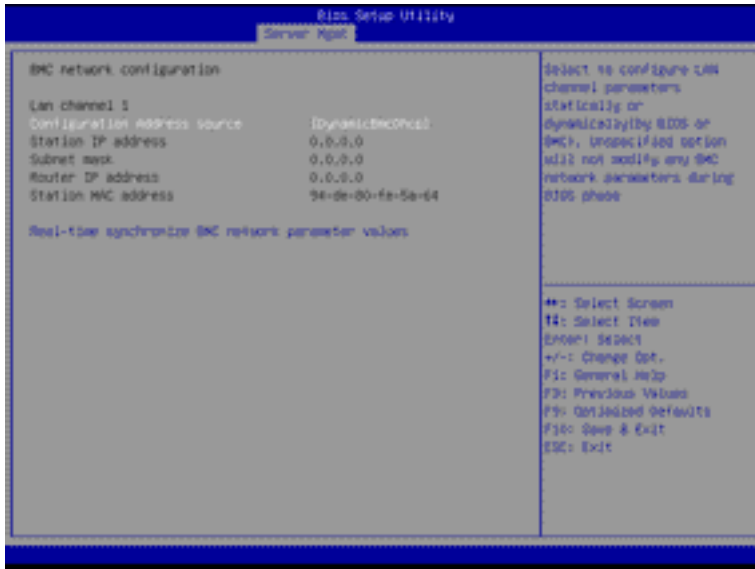 Bios Setup Utility
Server Mgmt
BMC network configuration
Lan channel 1
Configuration Address source [DynamicBmcDhcp]
Station IP address 0.0.0.0
Subnet mask 0.0.0.0
Router IP address 0.0.0.0
Station MAC address 94-de-80-fe-5a-64
Real-time synchronize BMC network parameter values
Select to configure LAN
channel parameters
statically or
dynamically(by BIOS or
BMC). Unspecified option
will not modify any BMC
network parameters during
BIOS phase
: Select Screen
: Select Item
Enter: Select
+/-: Change Opt.
F1: General Help
F3: Previous Values
F9: Optimized Defaults
F10: Save & Exit
ESC: Exit